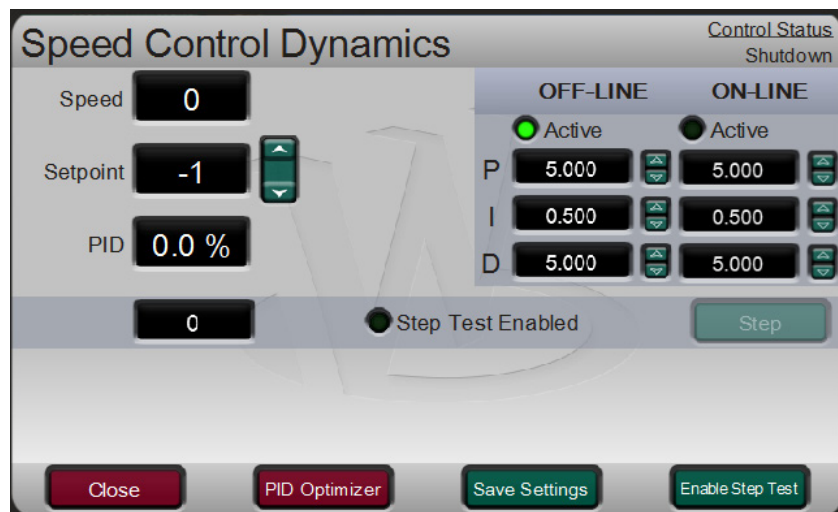 Speed Control Dynamics
Control Status
Shutdown
Speed 0
Setpoint -1
PID 0.0 %
OFF-LINE ON-LINE
Active Active
P 5.000 5.000
I 0.500 0.500
D 5.000 5.000
0 Step Test Enabled Step
Close PID Optimizer Save Settings Enable Step Test